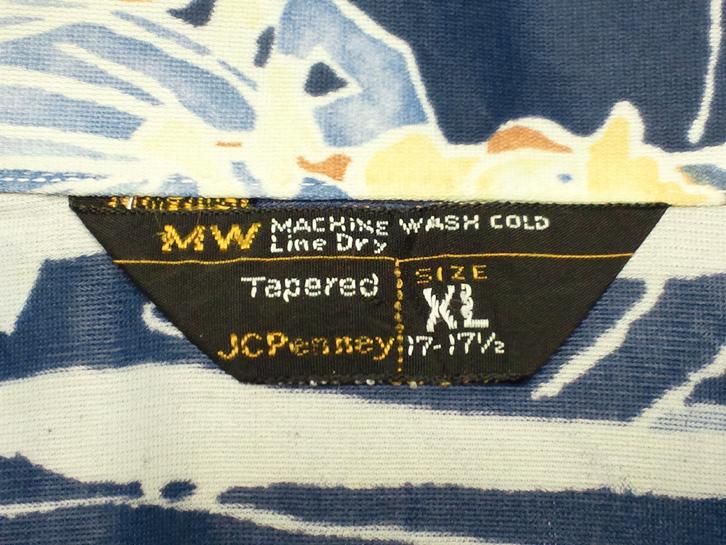 MW MACHINE WASH COLD
Line Dry
Tapered
SIZE
XL
JCPenney 17-17½